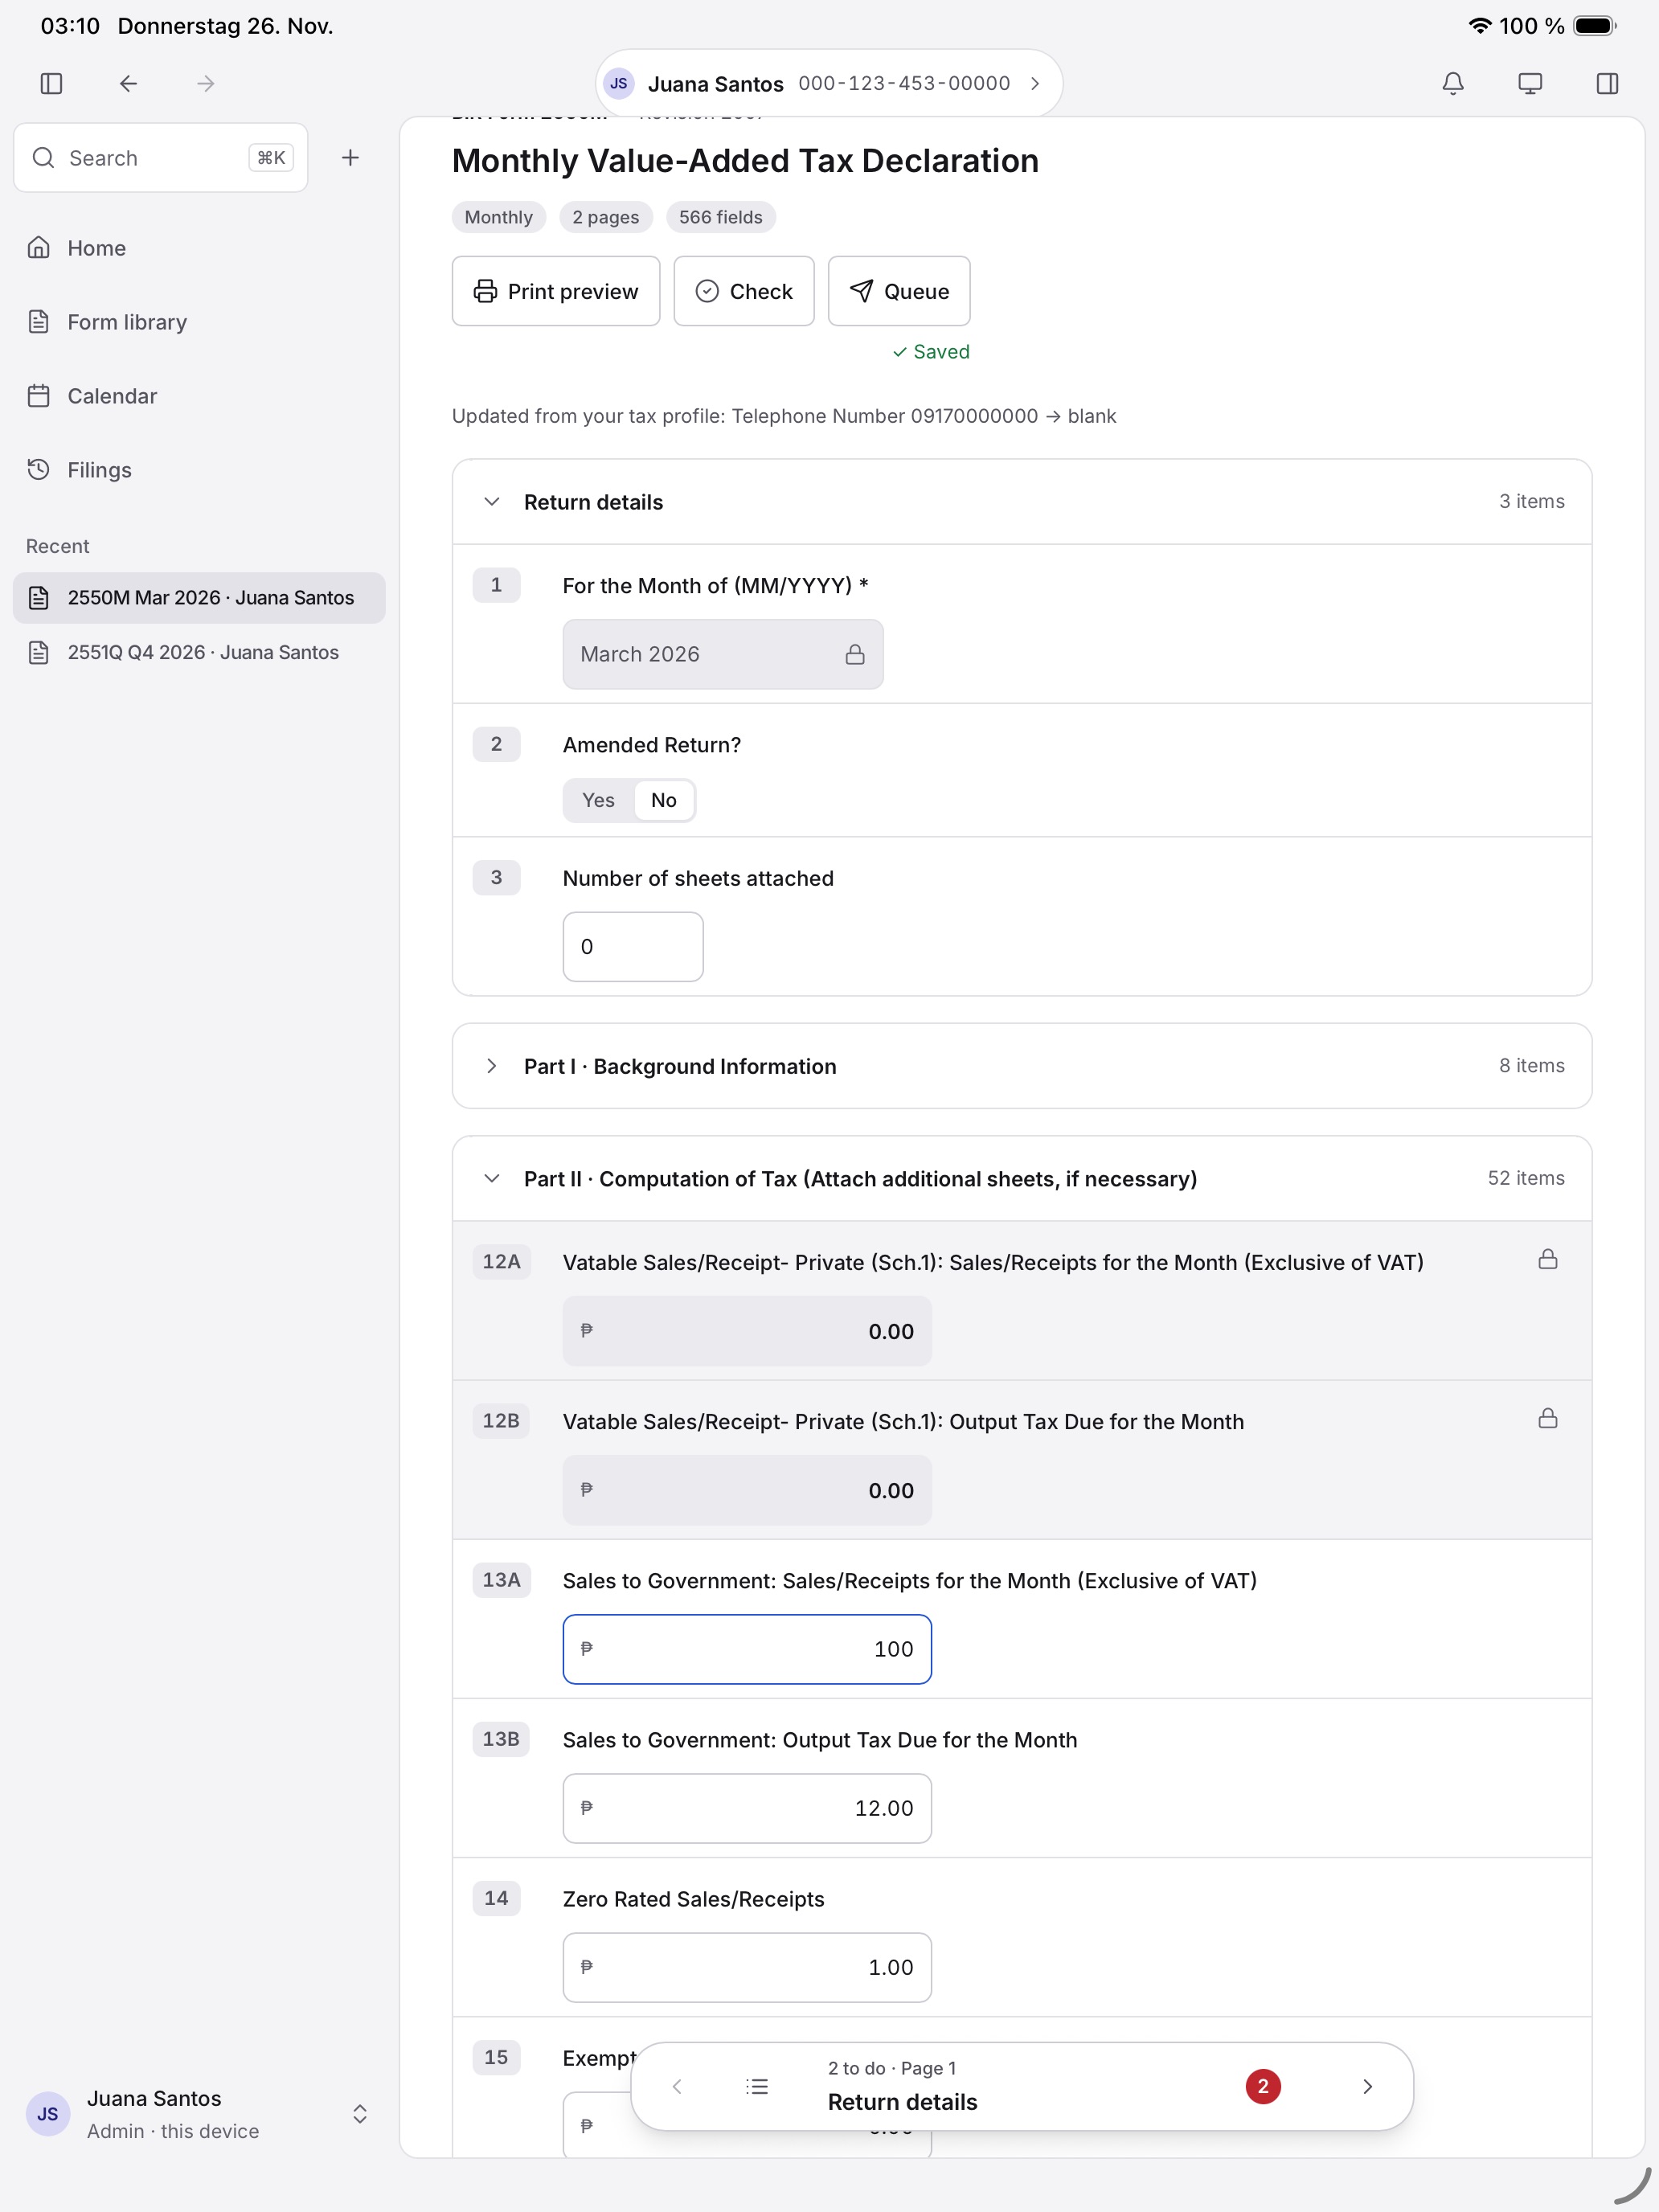 03:10 Donnerstag 26. Nov.
100 %
JS Juana Santos 000-123-453-00000
Search ⌘K
Home
Form library
Calendar
Filings
Recent
2550M Mar 2026 · Juana Santos
2551Q Q4 2026 · Juana Santos
JS Juana Santos
Admin · this device
Monthly Value-Added Tax Declaration
Monthly 2 pages 566 fields
Print preview Check Queue
Saved
Updated from your tax profile: Telephone Number 09170000000 → blank
Return details 3 items
1 For the Month of (MM/YYYY) *
March 2026
2 Amended Return?
Yes No
3 Number of sheets attached
0
Part I · Background Information 8 items
Part II · Computation of Tax (Attach additional sheets, if necessary) 52 items
12A Vatable Sales/Receipt- Private (Sch.1): Sales/Receipts for the Month (Exclusive of VAT)
₱ 0.00
12B Vatable Sales/Receipt- Private (Sch.1): Output Tax Due for the Month
₱ 0.00
13A Sales to Government: Sales/Receipts for the Month (Exclusive of VAT)
₱ 100
13B Sales to Government: Output Tax Due for the Month
₱ 12.00
14 Zero Rated Sales/Receipts
₱ 1.00
15 Exempt
₱
2 to do · Page 1
Return details
2